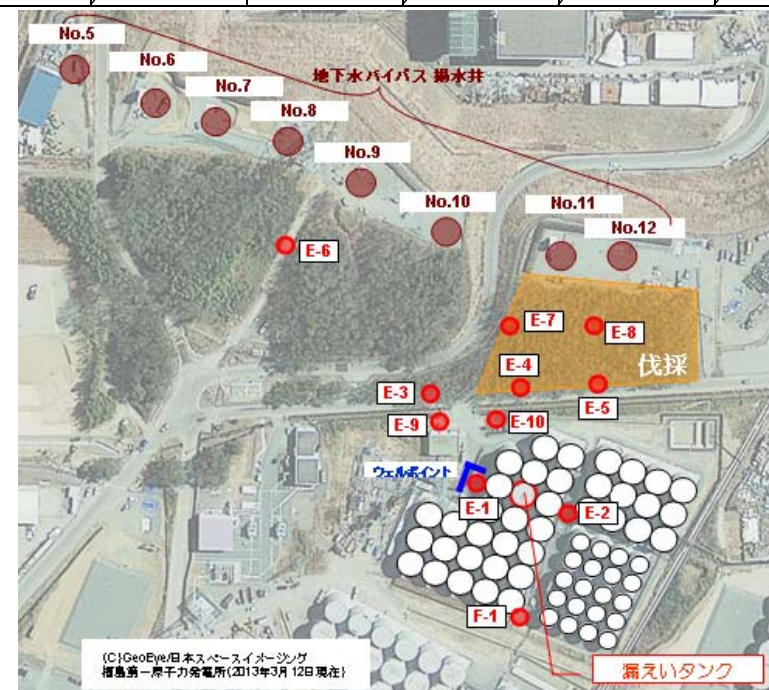 No.5
No.6
No.7
No.8
地下水バイパス 揚水井
No.9
No.10
No.11
No.12
E-6
E-7
E-8
伐採
E-4
E-3
E-5
E-9
E-10
ウェルポイント
E-1
E-2
F-1
(C)GeoEye/日本スペースイメージング
福島第一原子力発電所(2013年3月12日現在)
漏えいタンク